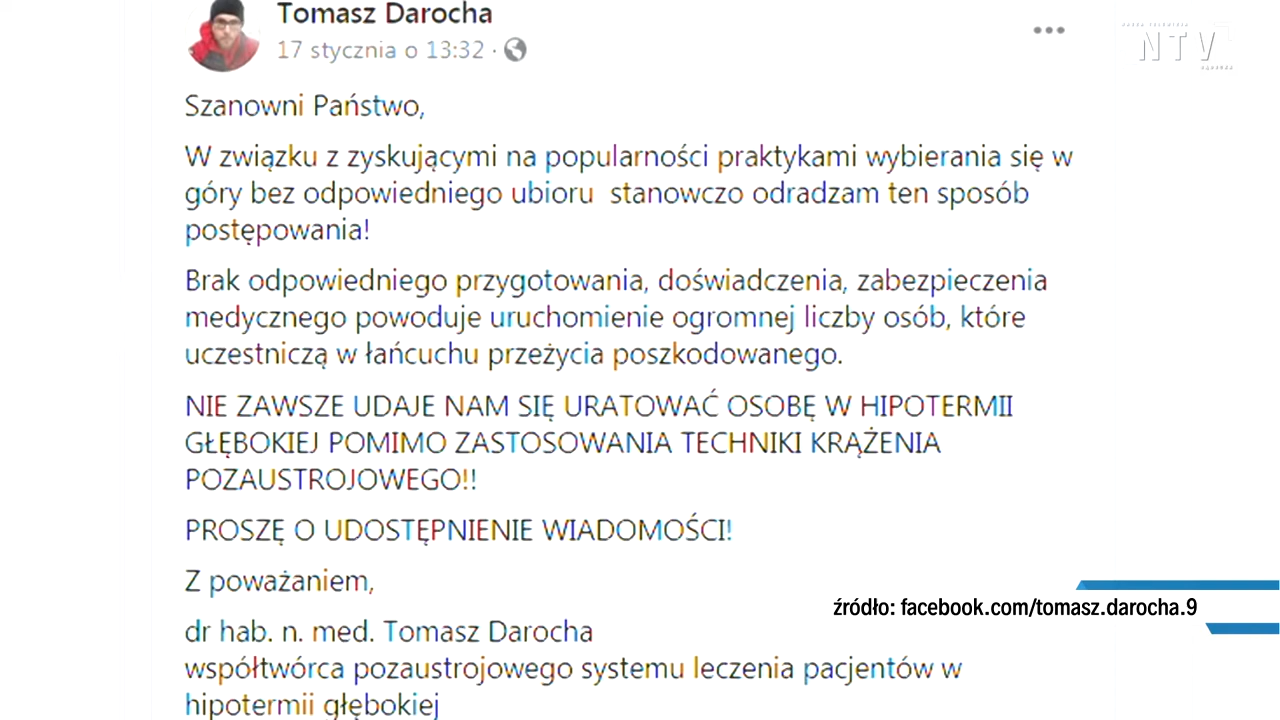 Tomasz Darocha
17 stycznia o 13:32 ·
NTV
Szanowni Państwo,
W związku z zyskującymi na popularności praktykami wybierania się w
góry bez odpowiedniego ubioru stanowczo odradzam ten sposób
postępowania!
Brak odpowiedniego przygotowania, doświadczenia, zabezpieczenia
medycznego powoduje uruchomienie ogromnej liczby osób, które
uczestniczą w łańcuchu przeżycia poszkodowanego.
NIE ZAWSZE UDAJE NAM SIĘ URATOWAĆ OSOBĘ W HIPOTERMII
GŁĘBOKIEJ POMIMO ZASTOSOWANIA TECHNIKI KRĄŻENIA
POZAUSTROJOWEGO!!
PROSZĘ O UDOSTĘPNIENIE WIADOMOŚCI!
Z poważaniem,
źródło: facebook.com/tomasz.darocha.9
dr hab. n. med. Tomasz Darocha
współtwórca pozaustrojowego systemu leczenia pacjentów w
hipotermii głębokiej